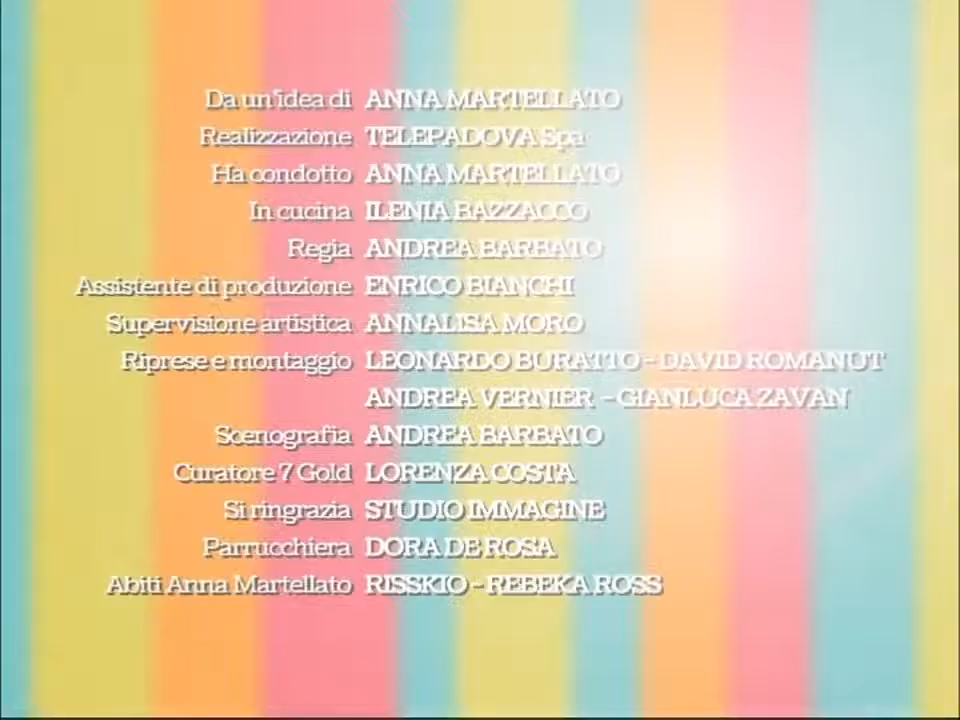 Da un'idea di ANNA MARTELLATO
Realizzazione TELEPADOVA Spa
Ha condotto ANNA MARTELLATO
In cucina ILENIA BAZZACCO
Regia ANDREA BARBATO
Assistente di produzione ENRICO BIANCHI
Supervisione artistica ANNALISA MORO
Riprese e montaggio LEONARDO BURATTO - DAVID ROMANUT
ANDREA VERNIER - GIANLUCA ZAVAN
Scenografia ANDREA BARBATO
Curatore 7 Gold LORENZA COSTA
Si ringrazia STUDIO IMMAGINE
Parrucchiera DORA DE ROSA
Abiti Anna Martellato RISSKIO - REBEKA ROSS